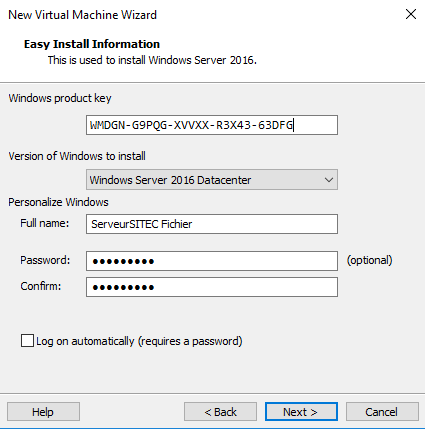 New Virtual Machine Wizard
Easy Install Information
This is used to install Windows Server 2016.
Windows product key
WMDGN-G9PQG-XVVXX-R3X43-63DFG
Version of Windows to install
Windows Server 2016 Datacenter
Personalize Windows
Full name: ServeurSITEC Fichier
Password: ●●●●●●●●● (optional)
Confirm: ●●●●●●●●●
Log on automatically (requires a password)
Help < Back Next > Cancel